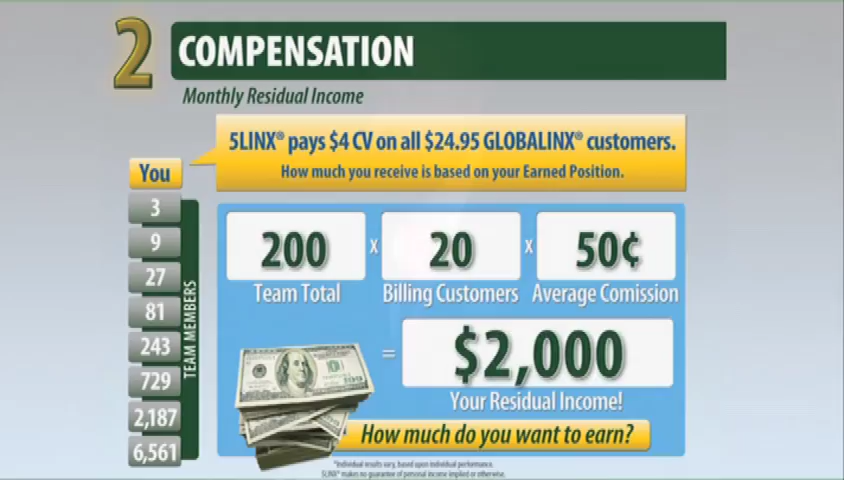 2 COMPENSATION
Monthly Residual Income
5LINX® pays $4 CV on all $24.95 GLOBALINX® customers.
How much you receive is based on your Earned Position.
You
3
9
27
81
243
729
2,187
6,561
TEAM MEMBERS
200 x 20 x 50¢
Team Total Billing Customers Average Comission
= $2,000
Your Residual Income!
How much do you want to earn?
*Individual results vary, based upon individual performance.
5LINX® makes no guarantee of personal income implied or otherwise.